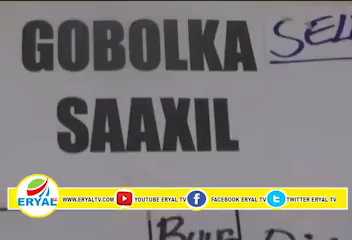 GOBOLKA
SAAXIL
ERYAL
WWW.ERYALTV.COM
YOUTUBE ERYAL TV
FACEBOOK ERYAL TV
TWITTER ERYAL TV